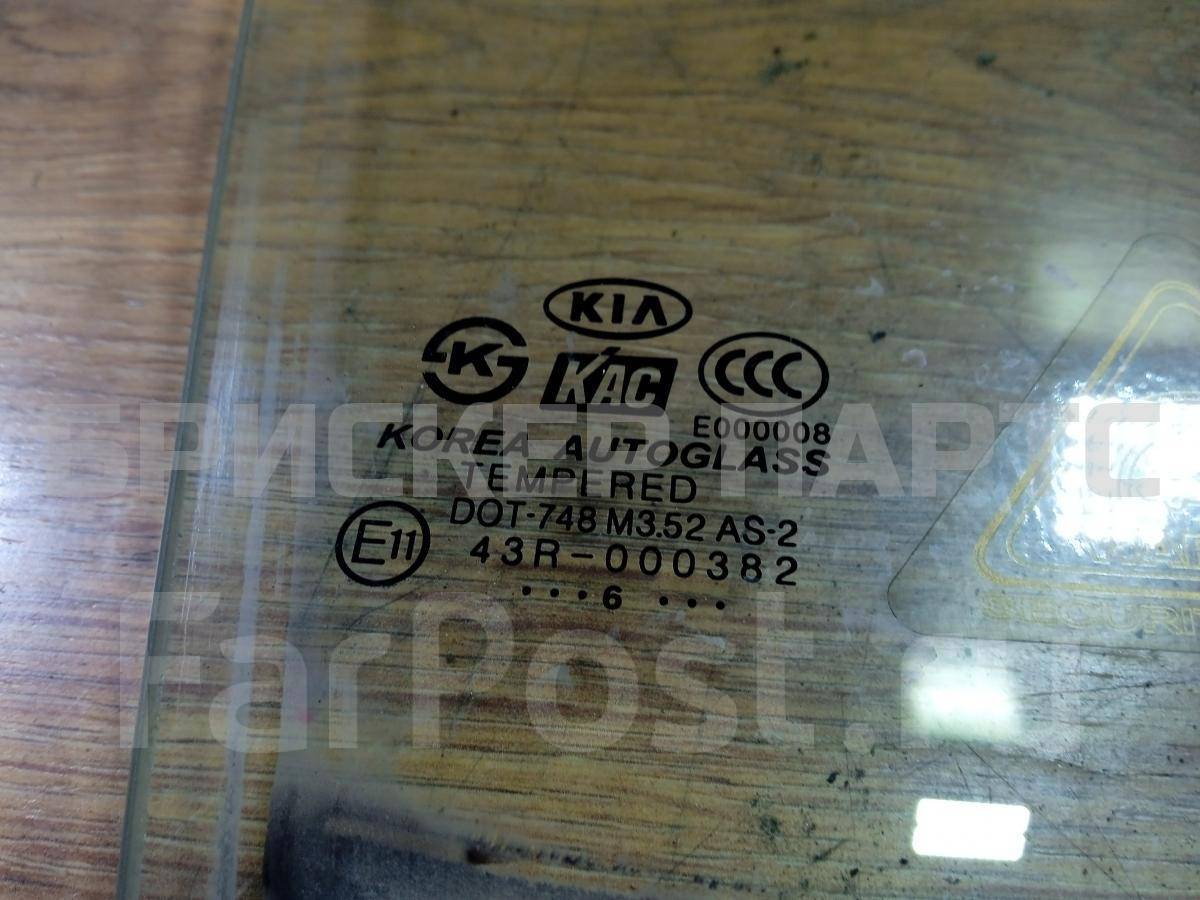 KIA
K
KAC
CCC
E000008
KOREA AUTOGLASS
TEMPERED
DOT-748 M3.52 AS-2
E11
43R-000382
...6 ...
SECURI
БРИСКЕР ПАРТС
FarPost.ru